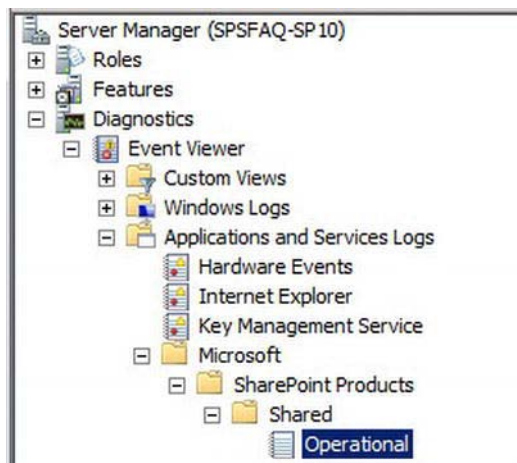 Server Manager (SPSFAQ-SP10)
Roles
Features
Diagnostics
Event Viewer
Custom Views
Windows Logs
Applications and Services Logs
Hardware Events
Internet Explorer
Key Management Service
Microsoft
SharePoint Products
Shared
Operational